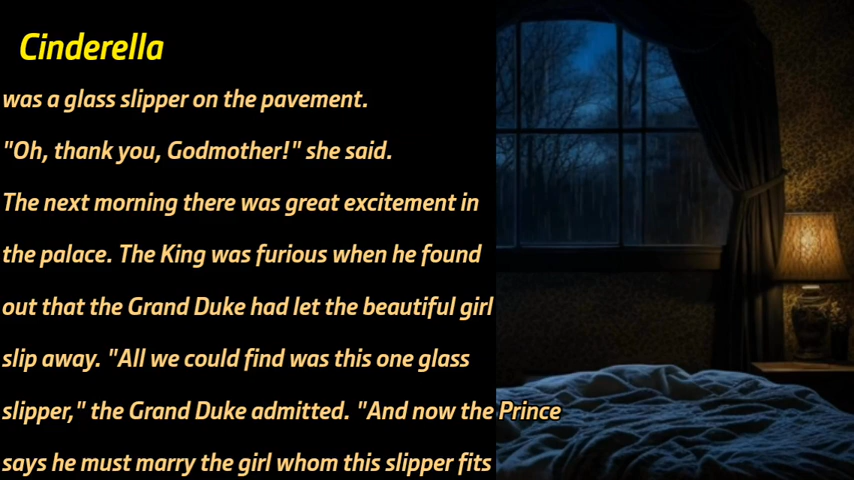 Cinderella
was a glass slipper on the pavement.
"Oh, thank you, Godmother!" she said.
The next morning there was great excitement in
the palace. The King was furious when he found
out that the Grand Duke had let the beautiful girl
slip away. "All we could find was this one glass
slipper," the Grand Duke admitted. "And now the Prince
says he must marry the girl whom this slipper fits